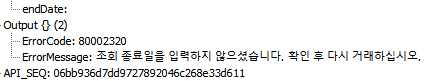 endDate:
Output {} (2)
ErrorCode: 80002320
ErrorMessage: 조회 종료일을 입력하지 않으셨습니다. 확인 후 다시 거래하십시오.
API_SEQ: 06bb936d7dd9727892046c268e33d611